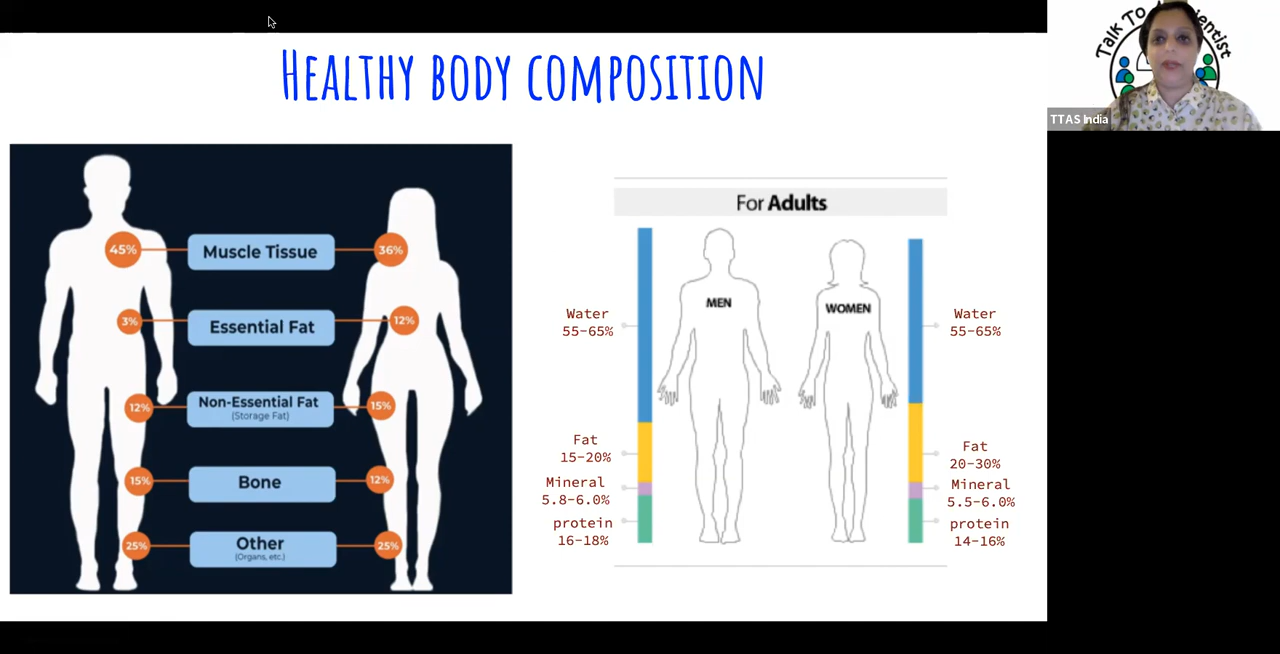 HEALTHY BODY COMPOSITION
Talk To A Scientist
TTAS India
45%
Muscle Tissue
36%
3%
Essential Fat
12%
12%
Non-Essential Fat
(Storage Fat)
15%
15%
Bone
12%
25%
Other
(Organs, etc.)
25%
For Adults
MEN
WOMEN
Water
55-65%
Fat
15-20%
Mineral
5.8-6.0%
protein
16-18%
Water
55-65%
Fat
20-30%
Mineral
5.5-6.0%
protein
14-16%